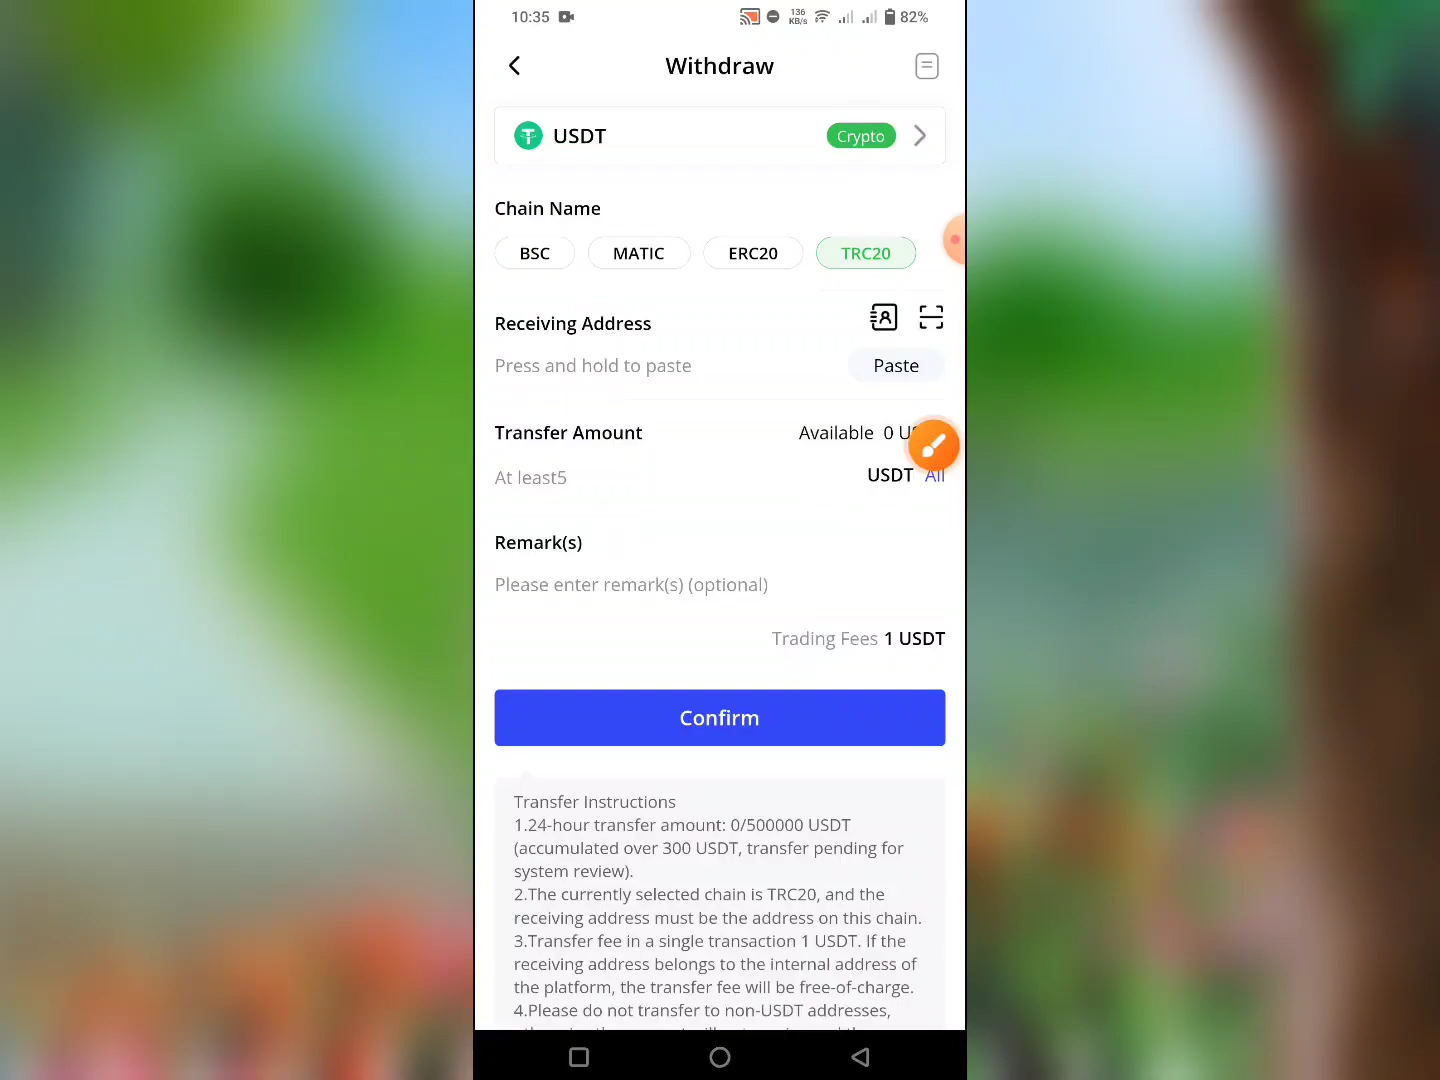 10:35
136 KB/s
82%
Withdraw
USDT
Crypto
Chain Name
BSC MATIC ERC20 TRC20
Receiving Address
Press and hold to paste
Paste
Transfer Amount
Available 0
At least5
USDT All
Remark(s)
Please enter remark(s) (optional)
Trading Fees 1 USDT
Confirm
Transfer Instructions
1.24-hour transfer amount: 0/500000 USDT
(accumulated over 300 USDT, transfer pending for
system review).
2.The currently selected chain is TRC20, and the
receiving address must be the address on this chain.
3.Transfer fee in a single transaction 1 USDT. If the
receiving address belongs to the internal address of
the platform, the transfer fee will be free-of-charge.
4.Please do not transfer to non-USDT addresses,